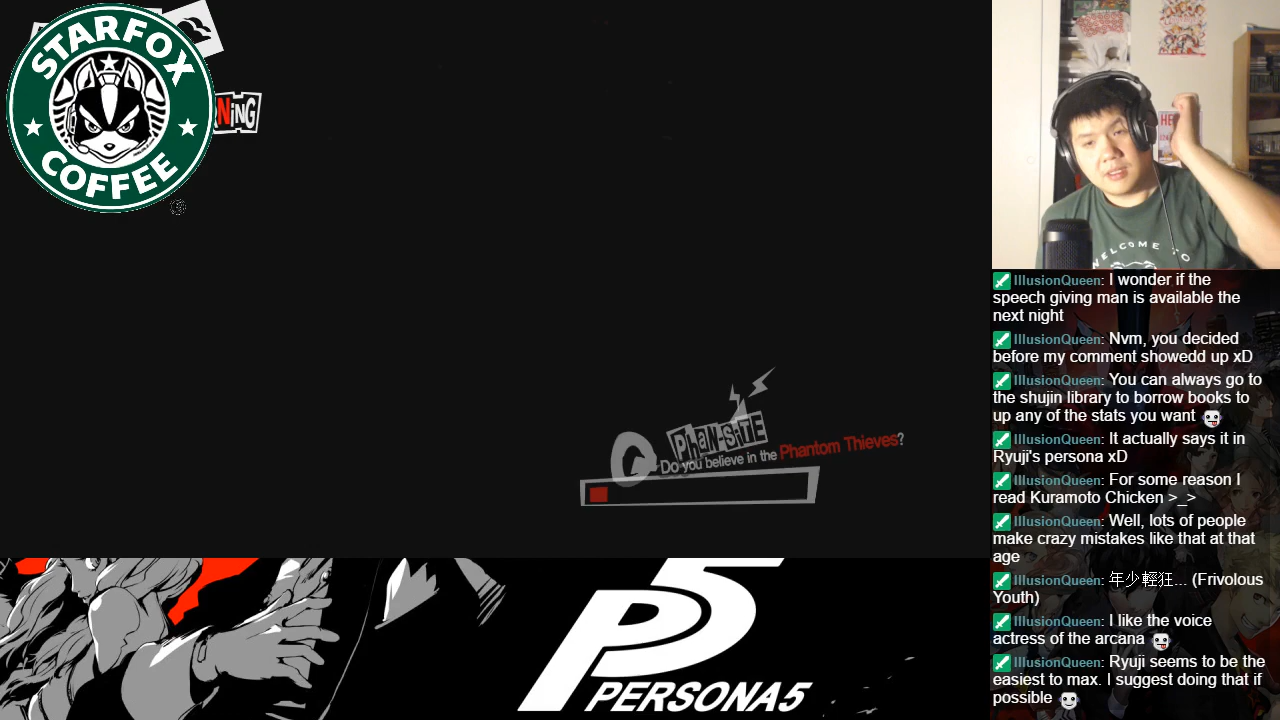 STARFOX
COFFEE
NiNG
PhaN-SiTE
Do you believe in the Phantom Thieves?
P5
PERSONA5
HE
WELCOME TO
IllusionQueen: I wonder if the
speech giving man is available the
next night
IllusionQueen: Nvm, you decided
before my comment showedd up xD
IllusionQueen: You can always go to
the shujin library to borrow books to
up any of the stats you want
IllusionQueen: It actually says it in
Ryuji's persona xD
IllusionQueen: For some reason I
read Kuramoto Chicken >_>
IllusionQueen: Well, lots of people
make crazy mistakes like that at that
age
IllusionQueen: 年少輕狂... (Frivolous
Youth)
IllusionQueen: I like the voice
actress of the arcana
IllusionQueen: Ryuji seems to be the
easiest to max. I suggest doing that if
possible